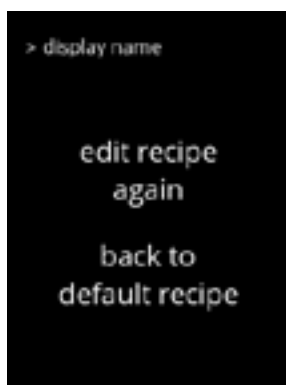 > display name
edit recipe
again
back to
default recipe